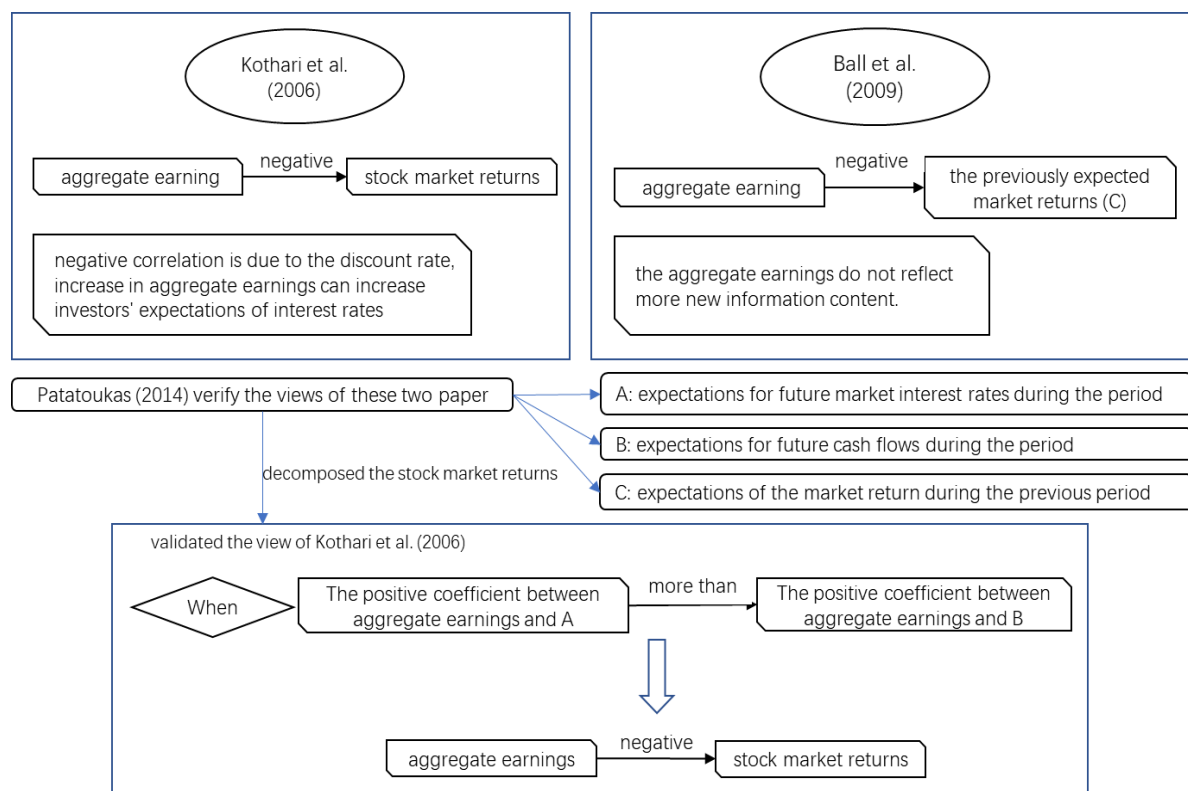 Kothari et al.
(2006)
aggregate earning
negative
stock market returns
negative correlation is due to the discount rate,
increase in aggregate earnings can increase
investors' expectations of interest rates
Ball et al.
(2009)
aggregate earning
negative
the previously expected
market returns (C)
the aggregate earnings do not reflect
more new information content.
Patatoukas (2014) verify the views of these two paper
A: expectations for future market interest rates during the period
B: expectations for future cash flows during the period
C: expectations of the market return during the previous period
decomposed the stock market returns
validated the view of Kothari et al. (2006)
When
The positive coefficient between
aggregate earnings and A
more than
The positive coefficient between
aggregate earnings and B
aggregate earnings
negative
stock market returns